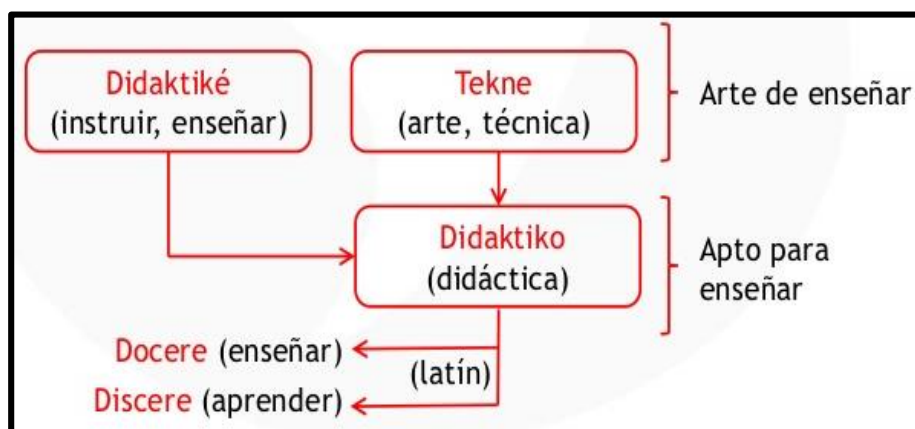 Didaktiké
(instruir, enseñar)
Tekne
(arte, técnica)
Arte de enseñar
Didaktiko
(didáctica)
Apto para
enseñar
Docere (enseñar)
(latín)
Discere (aprender)